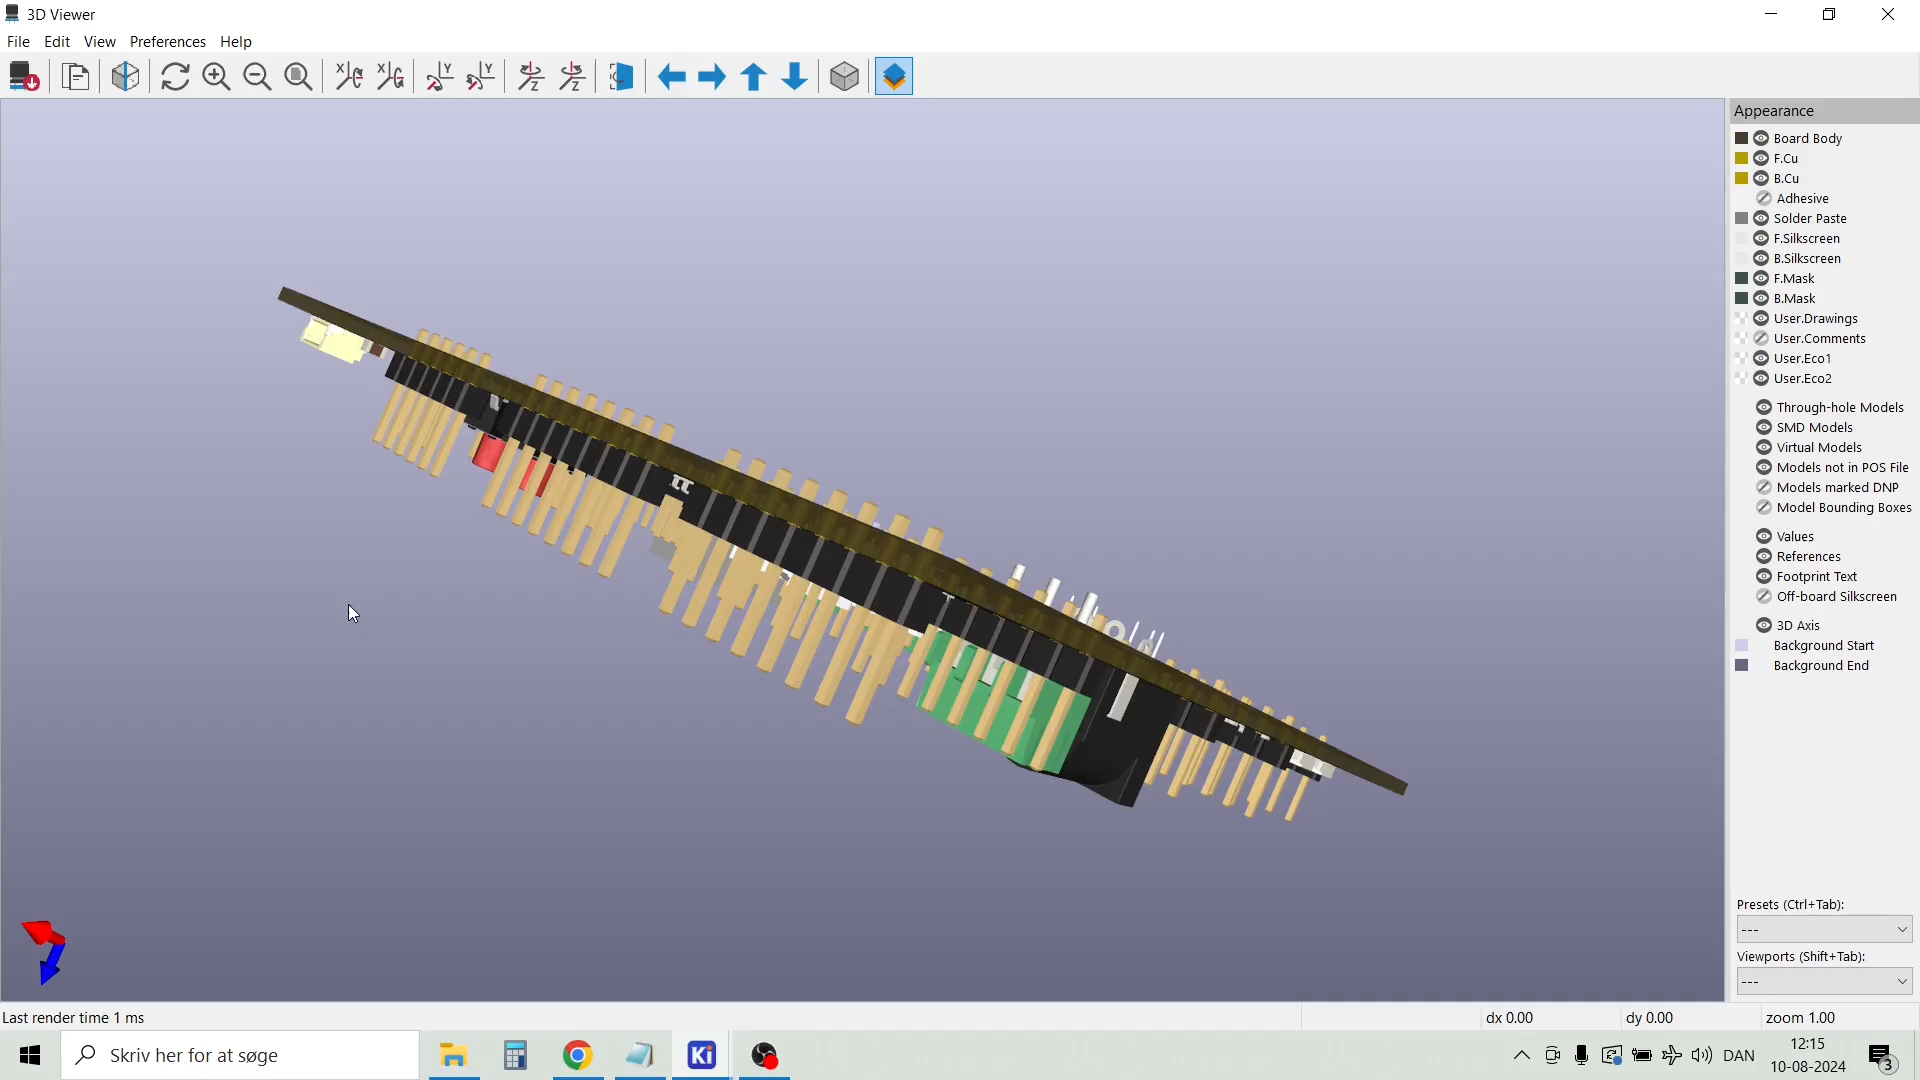 3D Viewer
File Edit View Preferences Help
Appearance
Board Body
F.Cu
B.Cu
Adhesive
Solder Paste
F.Silkscreen
B.Silkscreen
F.Mask
B.Mask
User.Drawings
User.Comments
User.Eco1
User.Eco2
Through-hole Models
SMD Models
Virtual Models
Models not in POS File
Models marked DNP
Model Bounding Boxes
Values
References
Footprint Text
Off-board Silkscreen
3D Axis
Background Start
Background End
Presets (Ctrl+Tab):
---
Viewports (Shift+Tab):
---
Last render time 1 ms dx 0.00 dy 0.00 zoom 1.00
Skriv her for at søge Ki DAN 12:15
10-08-2024 3